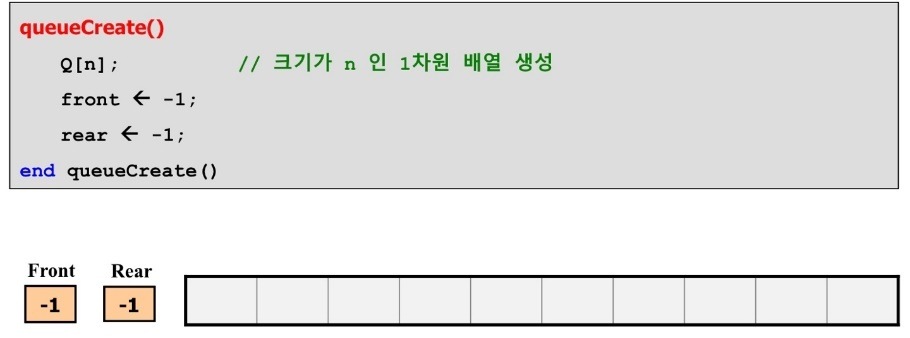 queueCreate()
Q[n]; // 크기가 n 인 1차원 배열 생성
front ← -1;
rear ← -1;
end queueCreate()
Front Rear
-1 -1